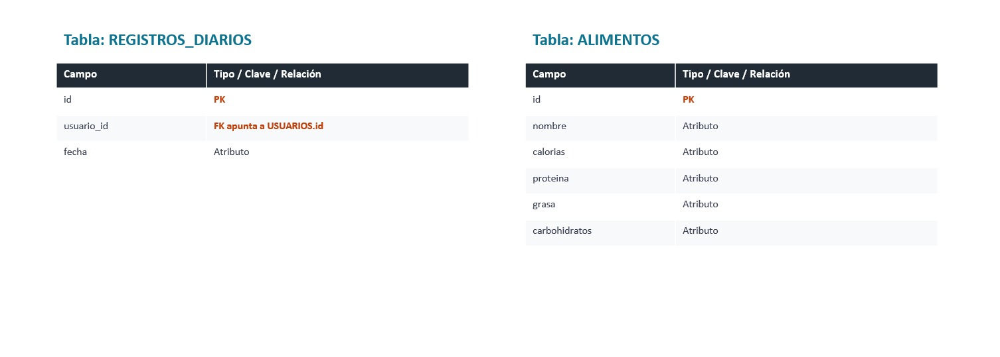 Tabla: REGISTROS_DIARIOS
Campo Tipo / Clave / Relación
id PK
usuario_id FK apunta a USUARIOS.id
fecha Atributo
Tabla: ALIMENTOS
Campo Tipo / Clave / Relación
id PK
nombre Atributo
calorias Atributo
proteina Atributo
grasa Atributo
carbohidratos Atributo